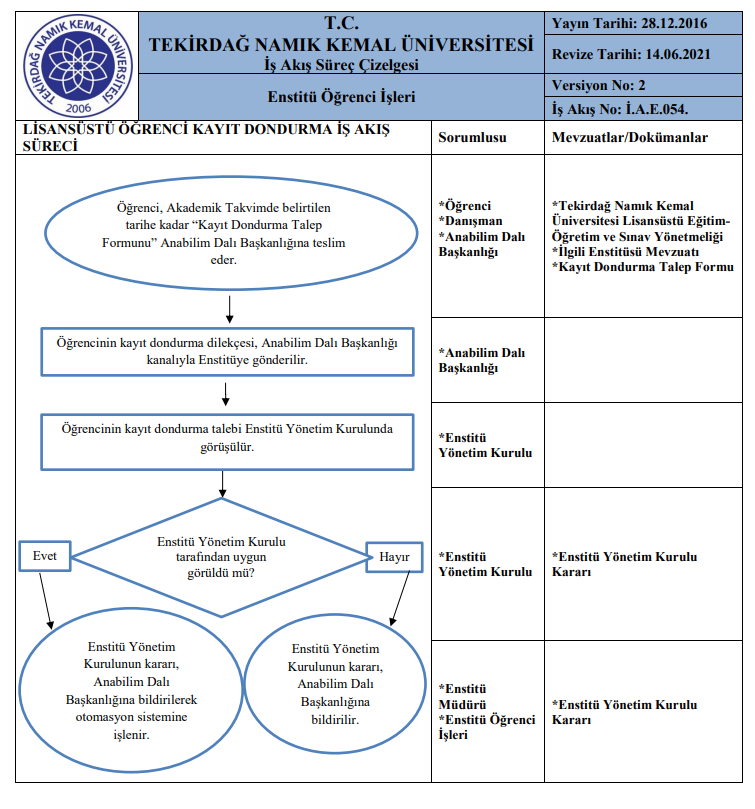 TEKİRDAĞ NAMIK KEMAL ÜNİVERSİTESİ
2006
T.C.
TEKİRDAĞ NAMIK KEMAL ÜNİVERSİTESİ
İş Akış Süreç Çizelgesi
Enstitü Öğrenci İşleri
Yayın Tarihi: 28.12.2016
Revize Tarihi: 14.06.2021
Versiyon No: 2
İş Akış No: İ.A.E.054.
LİSANSÜSTÜ ÖĞRENCİ KAYIT DONDURMA İŞ AKIŞ
SÜRECİ
Sorumlusu
Mevzuatlar/Dokümanlar
Öğrenci, Akademik Takvimde belirtilen
tarihe kadar “Kayıt Dondurma Talep
Formunu” Anabilim Dalı Başkanlığına teslim
eder.
*Öğrenci
*Danışman
*Anabilim Dalı
Başkanlığı
*Tekirdağ Namık Kemal
Üniversitesi Lisansüstü Eğitim-
Öğretim ve Sınav Yönetmeliği
*İlgili Enstitüsü Mevzuatı
*Kayıt Dondurma Talep Formu
Öğrencinin kayıt dondurma dilekçesi, Anabilim Dalı Başkanlığı
kanalıyla Enstitüye gönderilir.
*Anabilim Dalı
Başkanlığı
Öğrencinin kayıt dondurma talebi Enstitü Yönetim Kurulunda
görüşülür.
*Enstitü
Yönetim Kurulu
Enstitü Yönetim Kurulu
tarafından uygun
görüldü mü?
Evet
Hayır
*Enstitü
Yönetim Kurulu
*Enstitü Yönetim Kurulu
Kararı
Enstitü Yönetim
Kurulunun kararı,
Anabilim Dalı
Başkanlığına bildirilerek
otomasyon sistemine
işlenir.
Enstitü Yönetim
Kurulunun kararı,
Anabilim Dalı
Başkanlığına
bildirilir.
*Enstitü
Müdürü
*Enstitü Öğrenci
İşleri
*Enstitü Yönetim Kurulu
Kararı